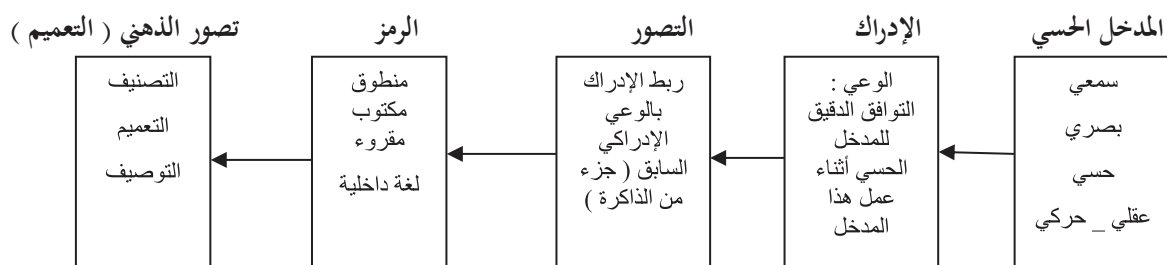 المدخل الحسي
الإدراك
التصور
الرمز
تصور الذهني ( التعميم )
سمعي
بصري
حسي
عقلي _ حركي
الوعي :
التوافق الدقيق
للمدخل
الحسي أثناء
عمل هذا
المدخل
ربط الإدراك
بالوعي
الإدراكي
السابق ( جزء
من الذاكرة )
منطوق
مكتوب
مقروء
لغة داخلية
التصنيف
التعميم
التوصيف